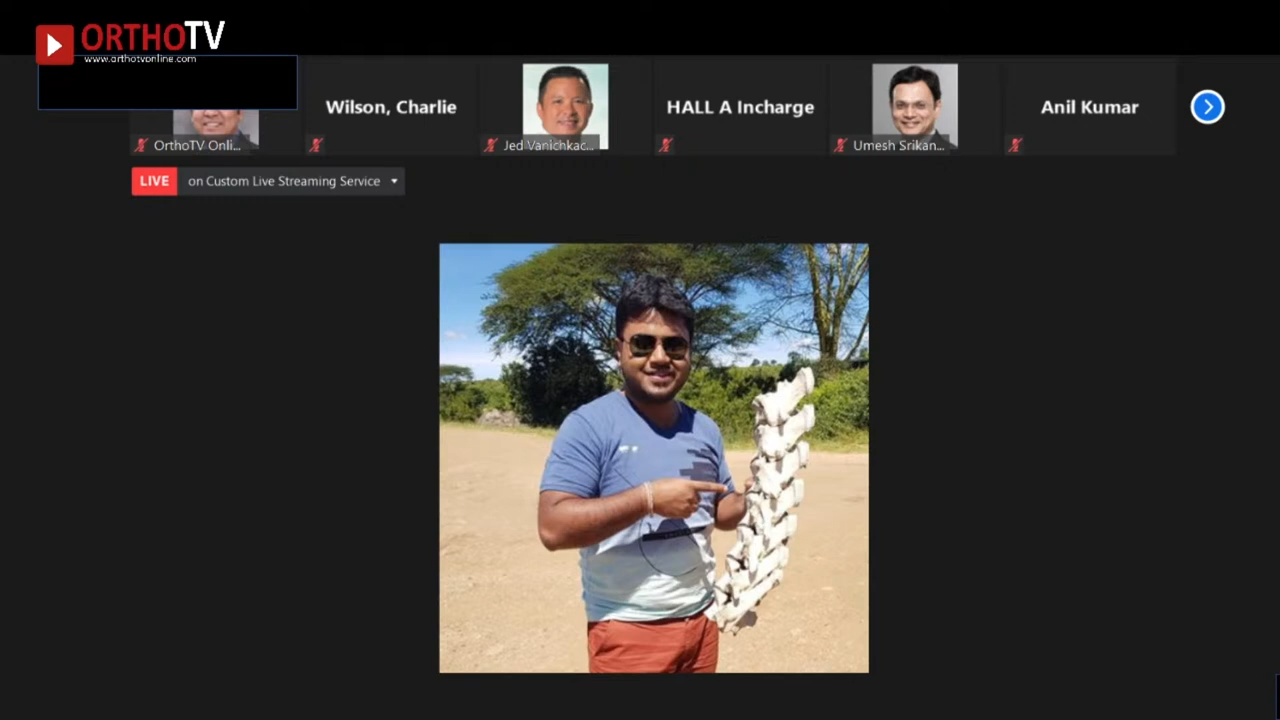 ORTHOTV
www.orthotvonline.com
Wilson, Charlie
HALL A Incharge
Anil Kumar
OrthoTV Onli...
Jed Vanichkac...
Umesh Srikan...
LIVE on Custom Live Streaming Service